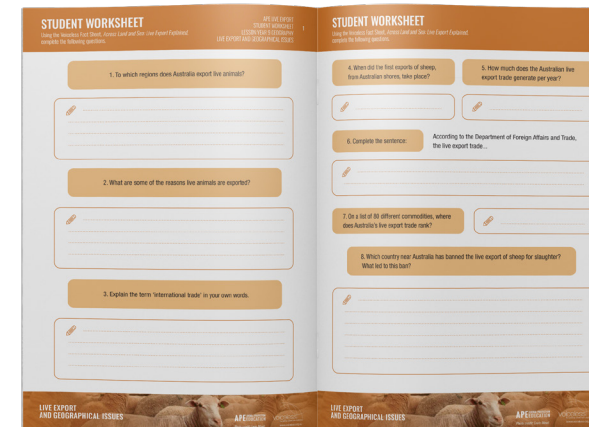 STUDENT WORKSHEET
Using the Voiceless Fact Sheet, Across Land and Sea: Live Export Explained,
complete the following questions.
APE LIVE EXPORT
STUDENT WORKSHEET
LESSON YEAR 9 GEOGRAPHY
LIVE EXPORT AND GEOGRAPHICAL ISSUES
1. To which regions does Australia export live animals?
2. What are some of the reasons live animals are exported?
3. Explain the term 'international trade' in your own words.
LIVE EXPORT
AND GEOGRAPHICAL ISSUES
APE
STUDENT WORKSHEET
Using the Voiceless Fact Sheet, Across Land and Sea: Live Export Explained,
complete the following questions.
4. When did the first exports of sheep,
from Australian shores, take place?
5. How much does the Australian live
export trade generate per year?
6. Complete the sentence:
According to the Department of Foreign Affairs and Trade,
the live export trade...
7. On a list of 80 different commodities, where
does Australia's live export trade rank?
8. Which country near Australia has banned the live export of sheep for slaughter?
What led to this ban?
LIVE EXPORT
AND GEOGRAPHICAL ISSUES
APE